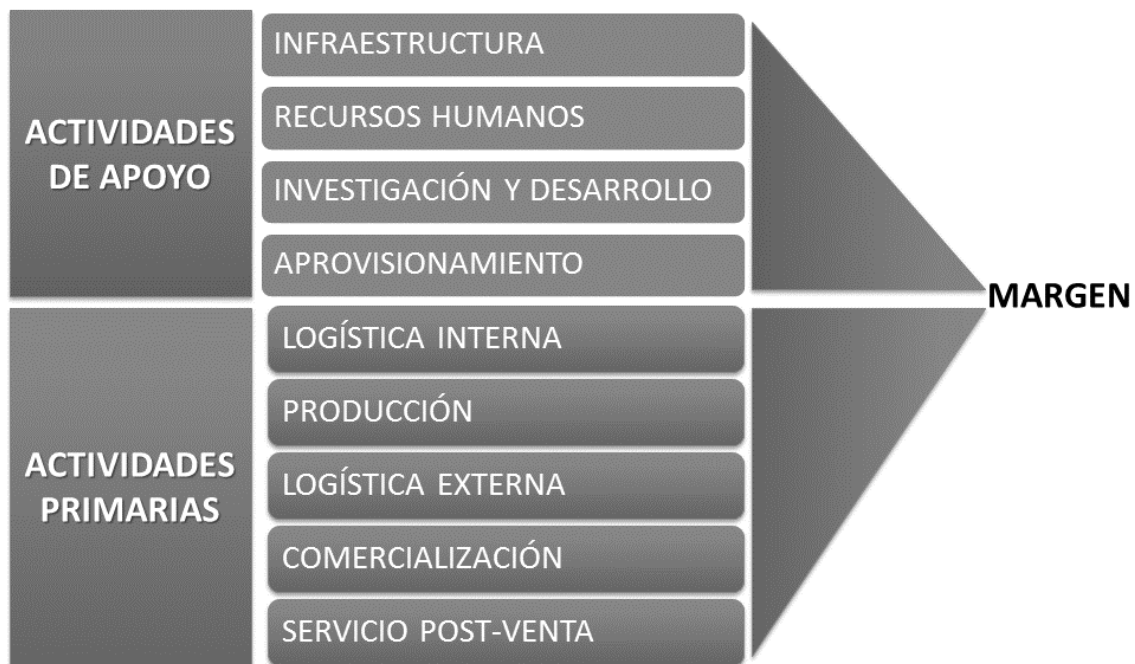 ACTIVIDADES
DE APOYO
INFRAESTRUCTURA
RECURSOS HUMANOS
INVESTIGACIÓN Y DESARROLLO
APROVISIONAMIENTO
ACTIVIDADES
PRIMARIAS
LOGÍSTICA INTERNA
PRODUCCIÓN
LOGÍSTICA EXTERNA
COMERCIALIZACIÓN
SERVICIO POST-VENTA
MARGEN